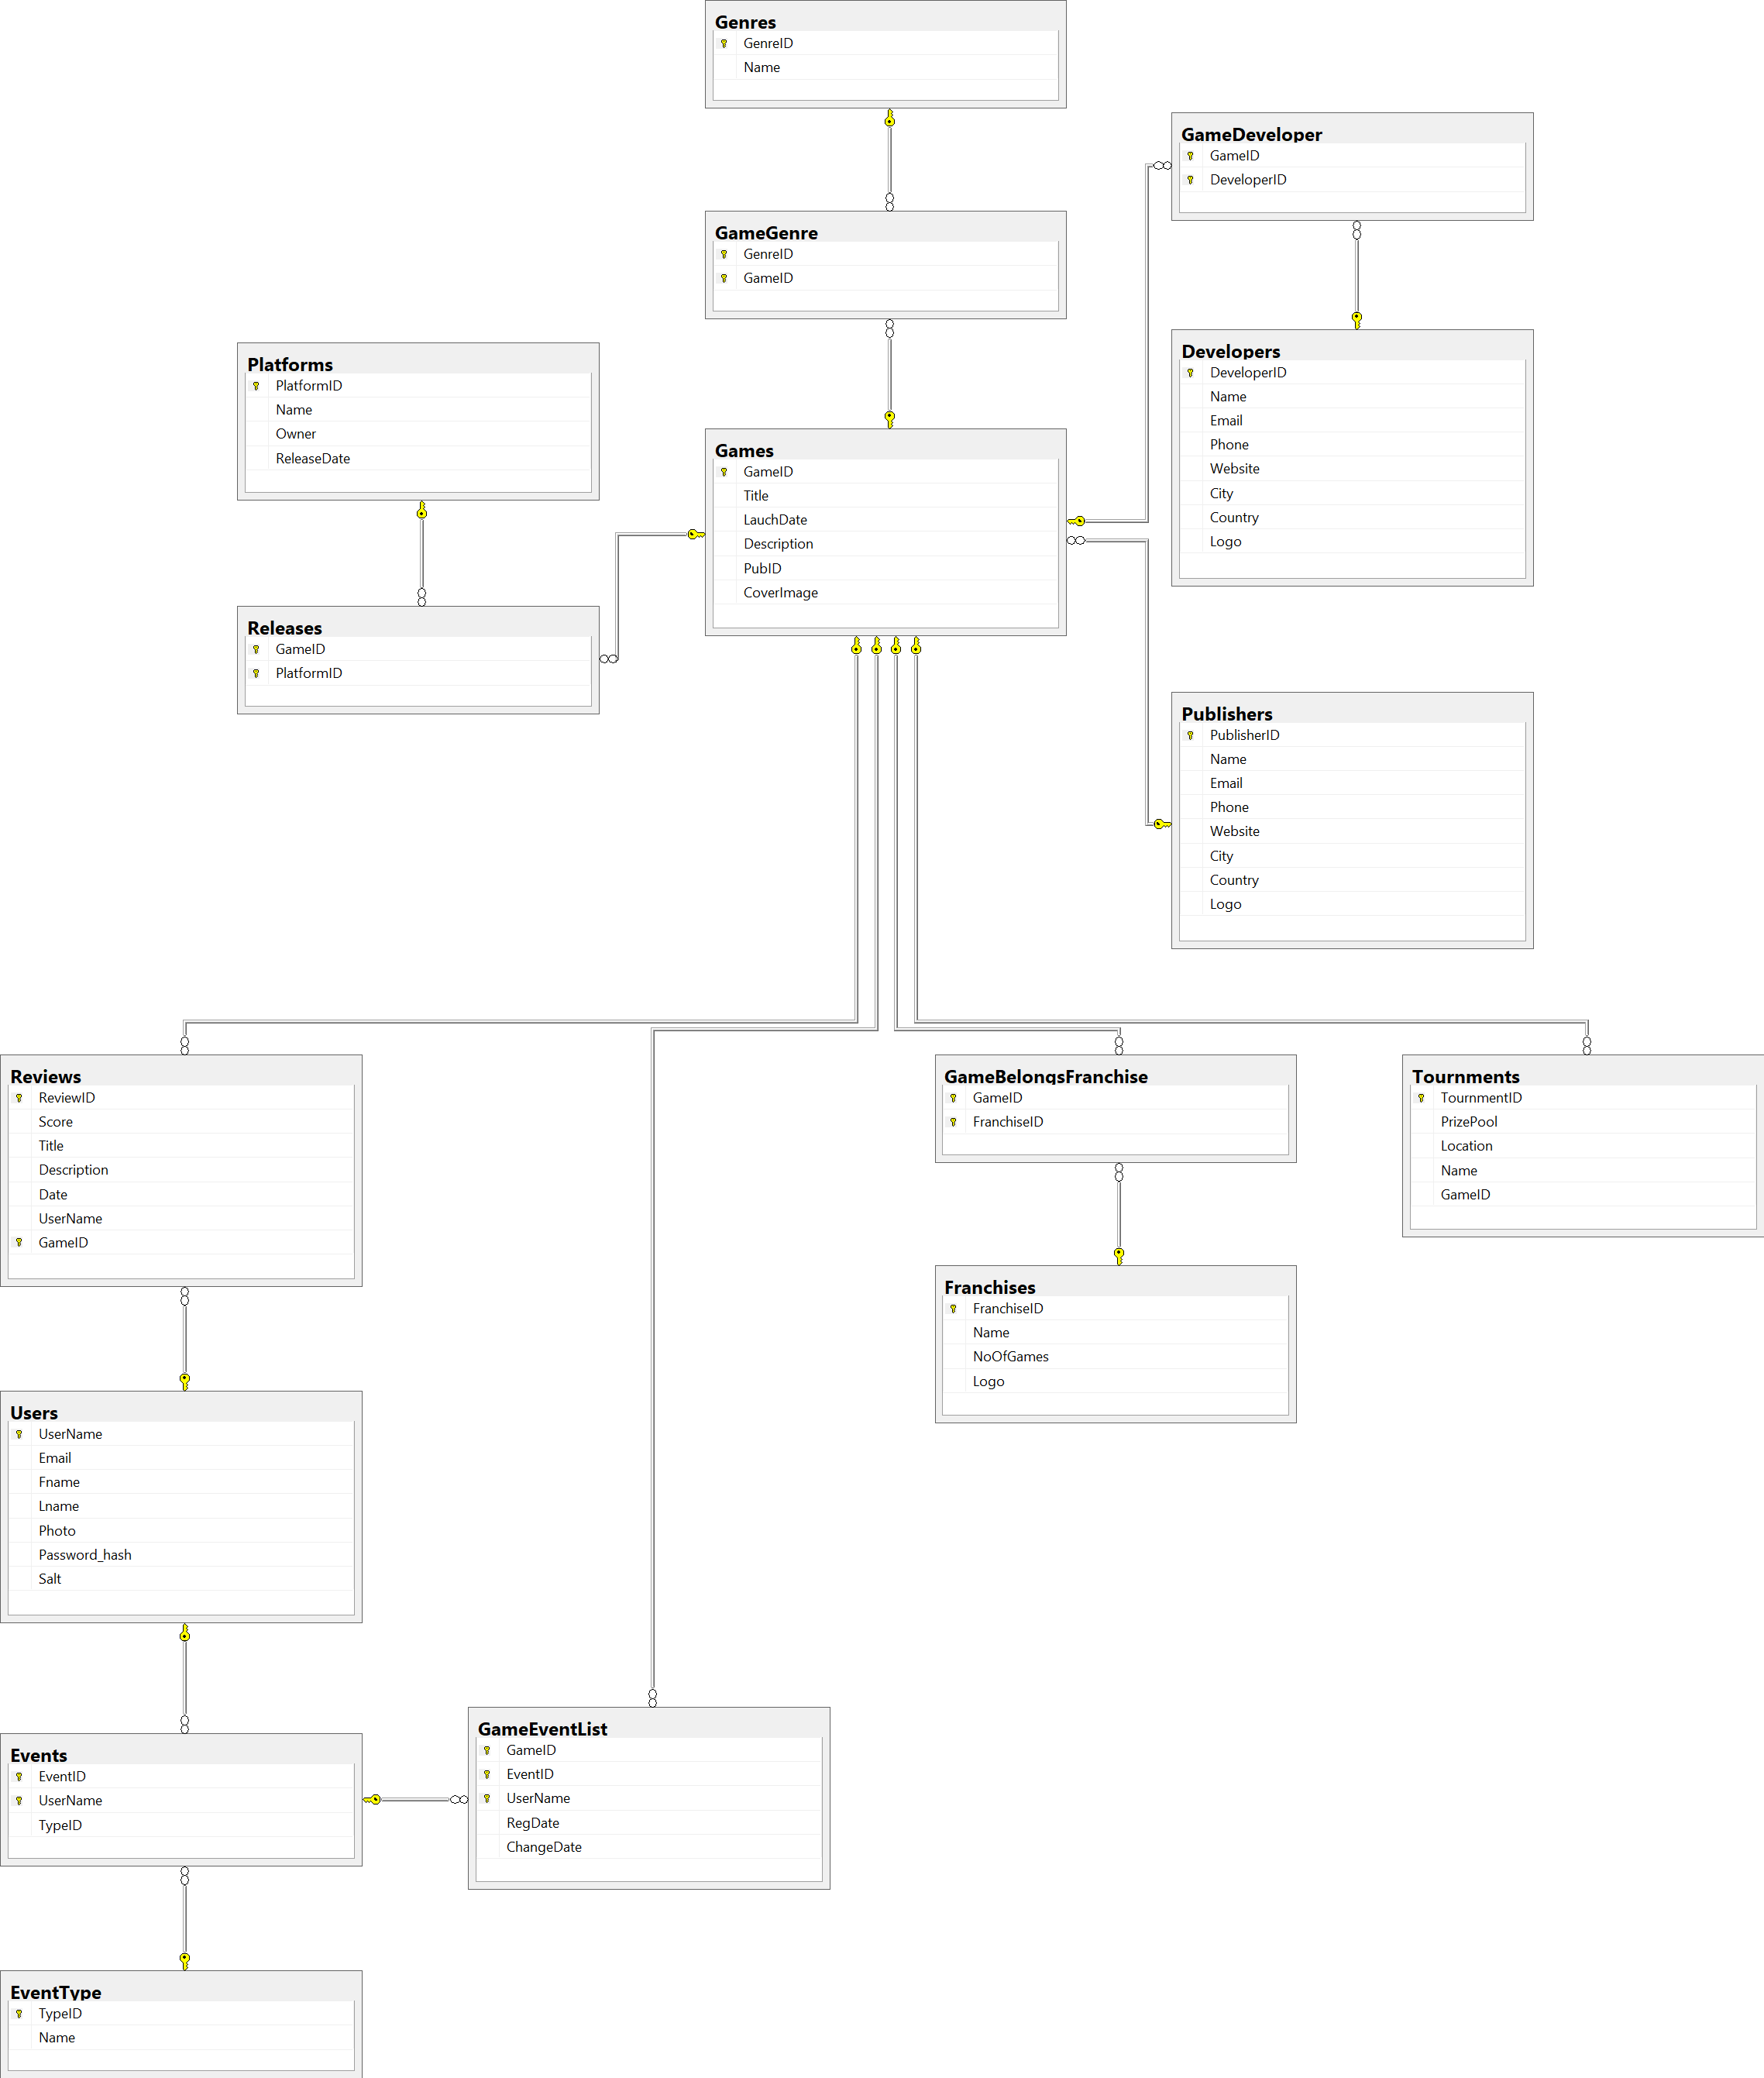 Genres
GenreID
Name
GameDeveloper
GameID
DeveloperID
GameGenre
GenreID
GameID
Developers
DeveloperID
Name
Email
Phone
Website
City
Country
Logo
Platforms
PlatformID
Name
Owner
ReleaseDate
Games
GameID
Title
LauchDate
Description
PubID
CoverImage
Releases
GameID
PlatformID
Publishers
PublisherID
Name
Email
Phone
Website
City
Country
Logo
Reviews
ReviewID
Score
Title
Description
Date
UserName
GameID
GameBelongsFranchise
GameID
FranchiseID
Tournments
TournmentID
PrizePool
Location
Name
GameID
Franchises
FranchiseID
Name
NoOfGames
Logo
Users
UserName
Email
Fname
Lname
Photo
Password_hash
Salt
Events
EventID
UserName
TypeID
GameEventList
GameID
EventID
UserName
RegDate
ChangeDate
EventType
TypeID
Name